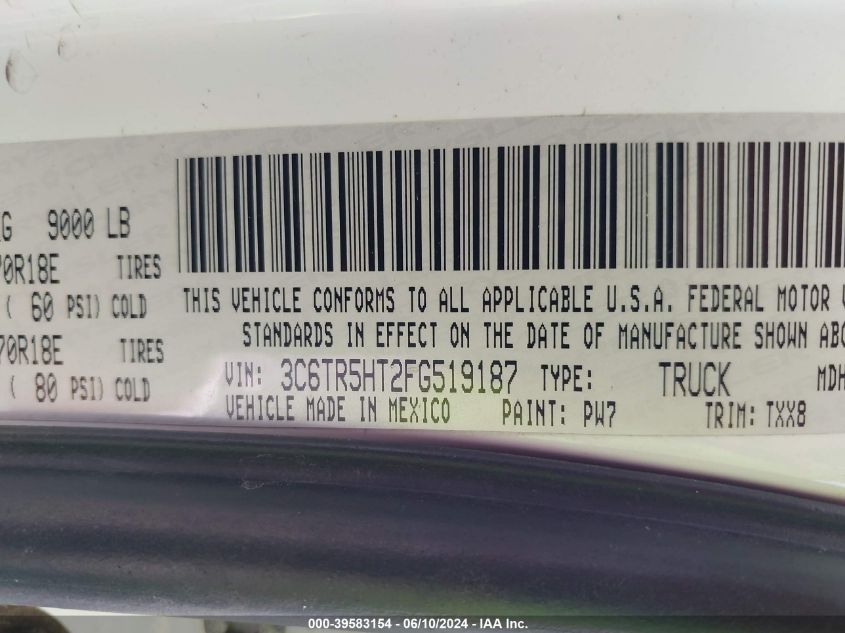 G 9000 LB
70R18E TIRES
( 60 PSI) COLD
70R18E TIRES
( 80 PSI) COLD
THIS VEHICLE CONFORMS TO ALL APPLICABLE U.S.A. FEDERAL MOTOR V
STANDARDS IN EFFECT ON THE DATE OF MANUFACTURE SHOWN ABO
VIN: 3C6TR5HT2FG519187 TYPE: TRUCK MDH
VEHICLE MADE IN MEXICO PAINT: PW7 TRIM: TXX8
000-39583154 - 06/10/2024 - IAA Inc.